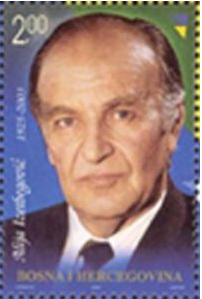 2.00
Alija Izetbegović
1925-2003
BOSNA I HERCEGOVINA